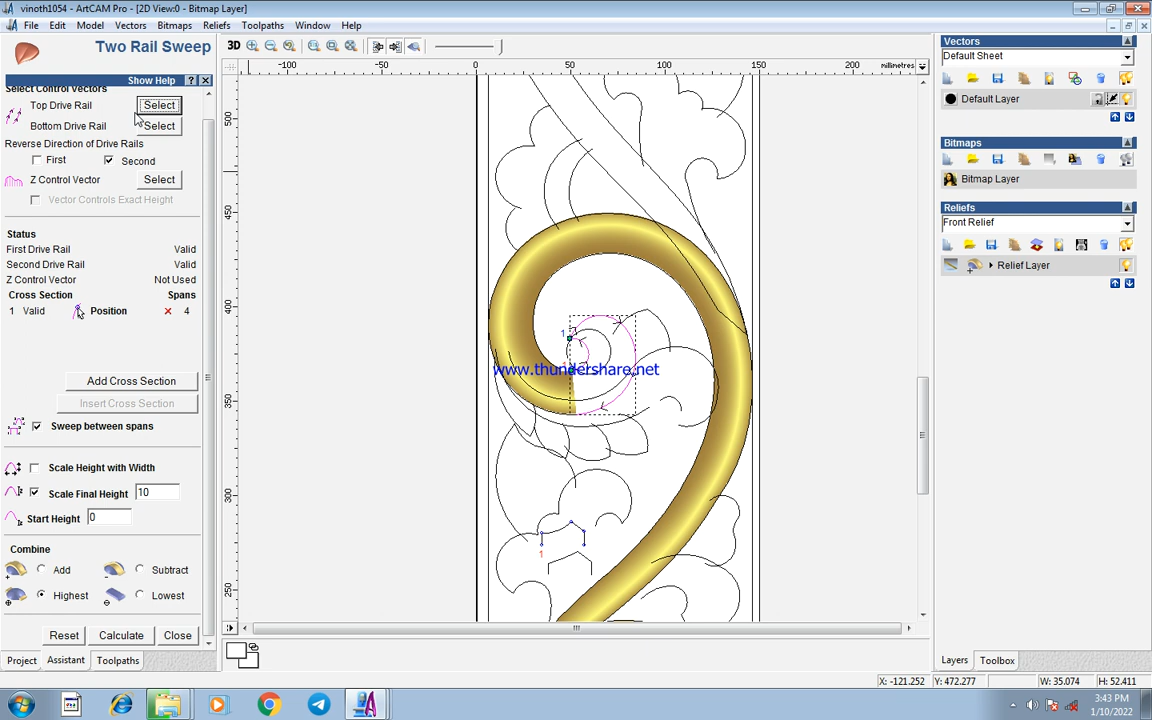 vinoth1054 - ArtCAM Pro - [2D View:0 - Bitmap Layer]
File Edit Model Vectors Bitmaps Reliefs Toolpaths Window Help
Two Rail Sweep
Show Help ? X
Select Control Vectors
Top Drive Rail Select
Bottom Drive Rail Select
Reverse Direction of Drive Rails
First Second
Z Control Vector Select
Vector Controls Exact Height
Status
First Drive Rail Valid
Second Drive Rail Valid
Z Control Vector Not Used
Cross Section Spans
1 Valid Position 4
Add Cross Section
Insert Cross Section
Sweep between spans
Scale Height with Width
Scale Final Height 10
Start Height 0
Combine
Add Subtract
Highest Lowest
Reset Calculate Close
Project Assistant Toolpaths
3D
-100 -50 0 50 100 150 200 millimetres
500
450
400
350
300
250
1
1
www.thundershare.net
Vectors
Default Sheet
Default Layer
Bitmaps
Bitmap Layer
Reliefs
Front Relief
Relief Layer
Layers Toolbox
X: -121.252 Y: 472.277 W: 35.074 H: 52.411
3:43 PM
1/10/2022